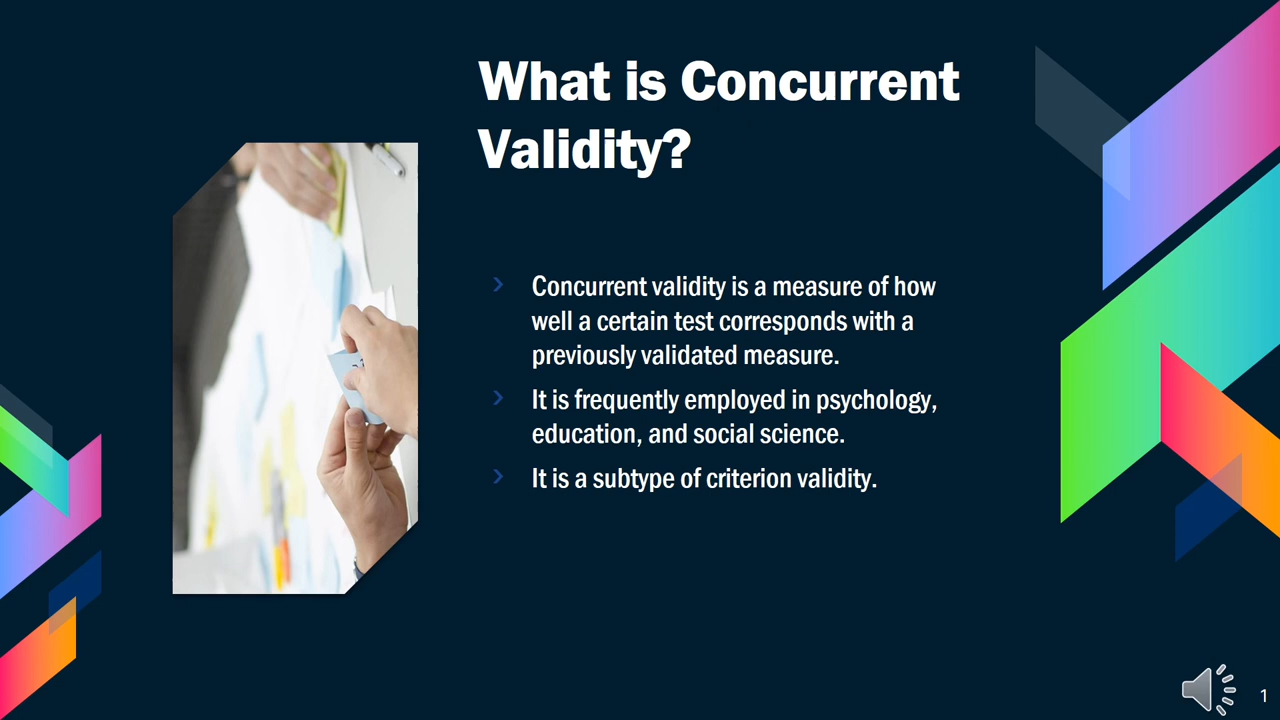 What is Concurrent
Validity?
Concurrent validity is a measure of how
well a certain test corresponds with a
previously validated measure.
It is frequently employed in psychology,
education, and social science.
It is a subtype of criterion validity.
1